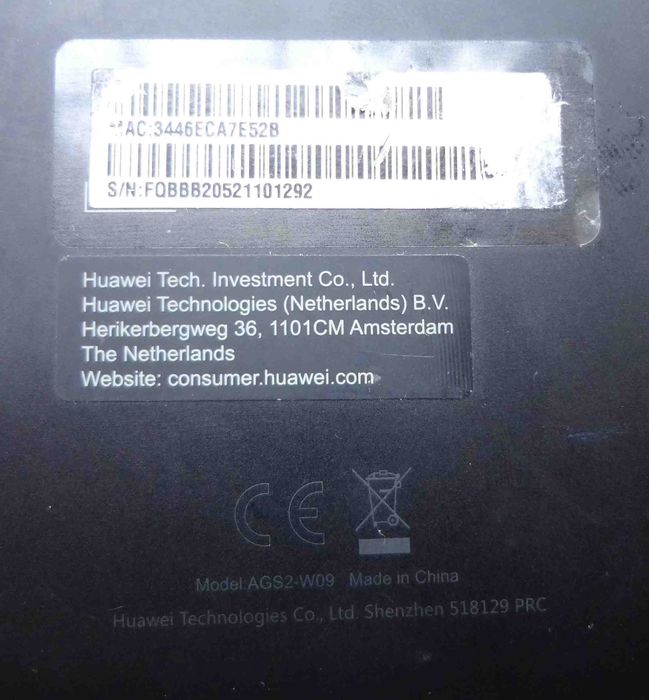 MAC:3446ECA7E52B
S/N:FQBBB20521101292
Huawei Tech. Investment Co., Ltd.
Huawei Technologies (Netherlands) B.V.
Herikerbergweg 36, 1101CM Amsterdam
The Netherlands
Website: consumer.huawei.com
CE
Model:AGS2-W09 Made in China
Huawei Technologies Co., Ltd. Shenzhen 518129 PRC